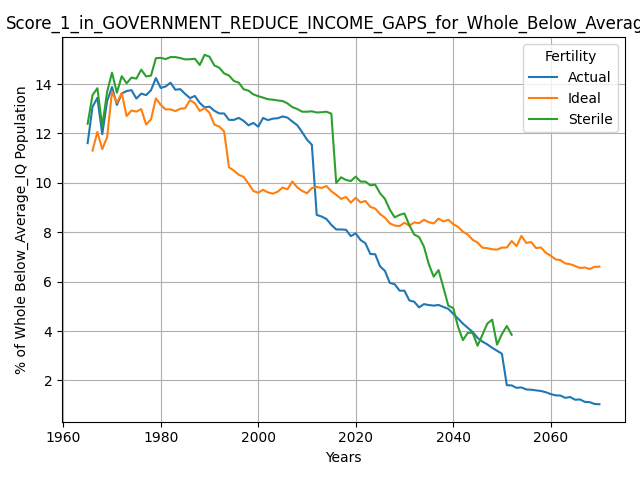 Score_1_in_GOVERNMENT_REDUCE_INCOME_GAPS_for_Whole_Below_Averag
Fertility
Actual
Ideal
Sterile
14
12
10
8
6
4
2
% of Whole Below_Average_IQ Population
1960 1980 2000 2020 2040 2060
Years